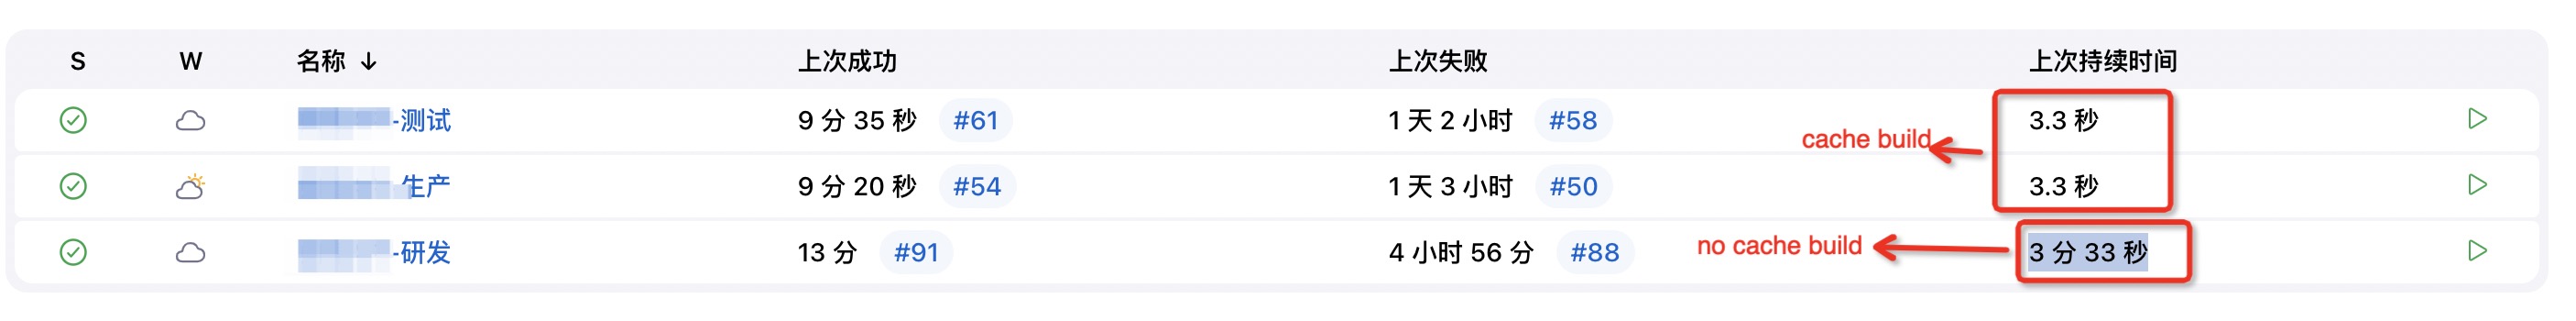 S W 名称 ↓ 上次成功 上次失败 上次持续时间
-测试 9 分 35 秒 #61 1 天 2 小时 #58 3.3 秒
cache build
生产 9 分 20 秒 #54 1 天 3 小时 #50 3.3 秒
-研发 13 分 #91 4 小时 56 分 #88 no cache build 3 分 33 秒